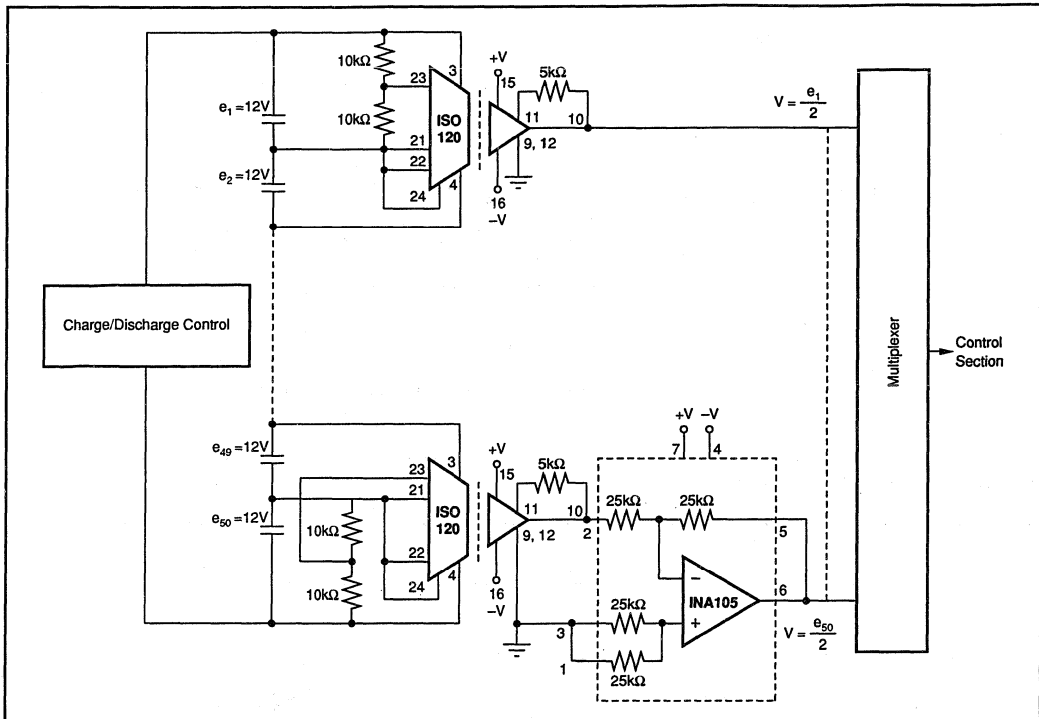 10kΩ
3
+V
15
5kΩ
23
e1 =12V
10kΩ
ISO
120
11
10
V = e1/2
21
9, 12
22
e2 =12V
4
24
16
–V
Charge/Discharge Control
Multiplexer
Control
Section
+V –V
7
4
e49 =12V
3
+V
15
5kΩ
23
21
ISO
120
11
10
2
25kΩ
25kΩ
5
e50 =12V
10kΩ
9, 12
22
4
24
–
INA105
+
6
10kΩ
16
–V
25kΩ
3
V = e50/2
1
25kΩ